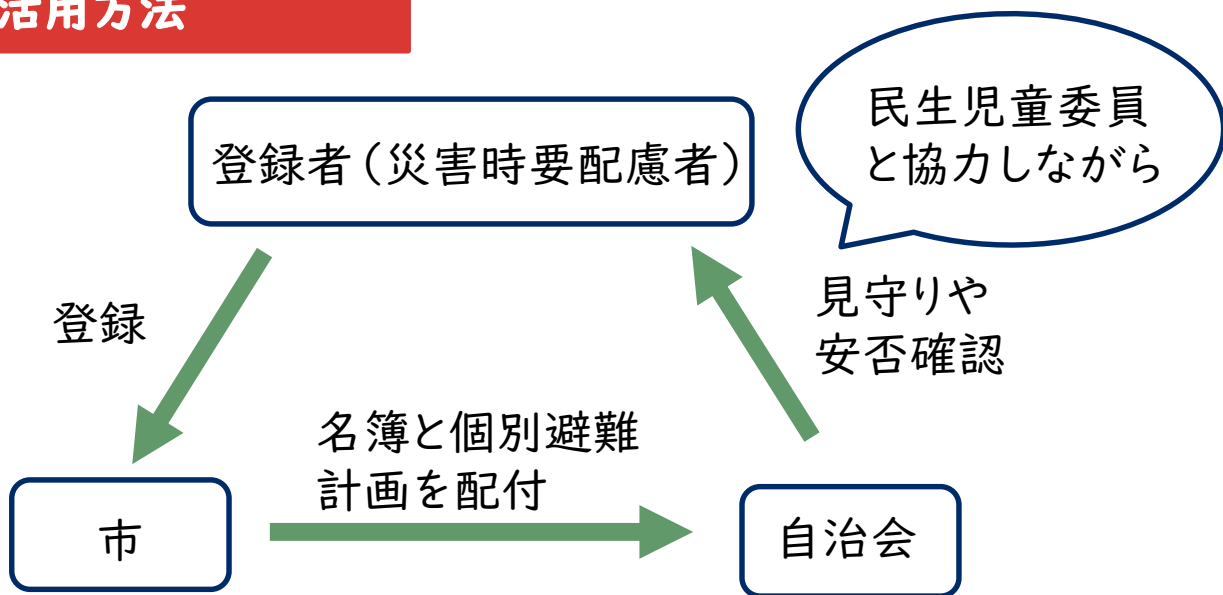 活用方法
民生児童委員
と協力しながら
登録者(災害時要配慮者)
登録
見守りや
安否確認
名簿と個別避難
計画を配付
市
自治会